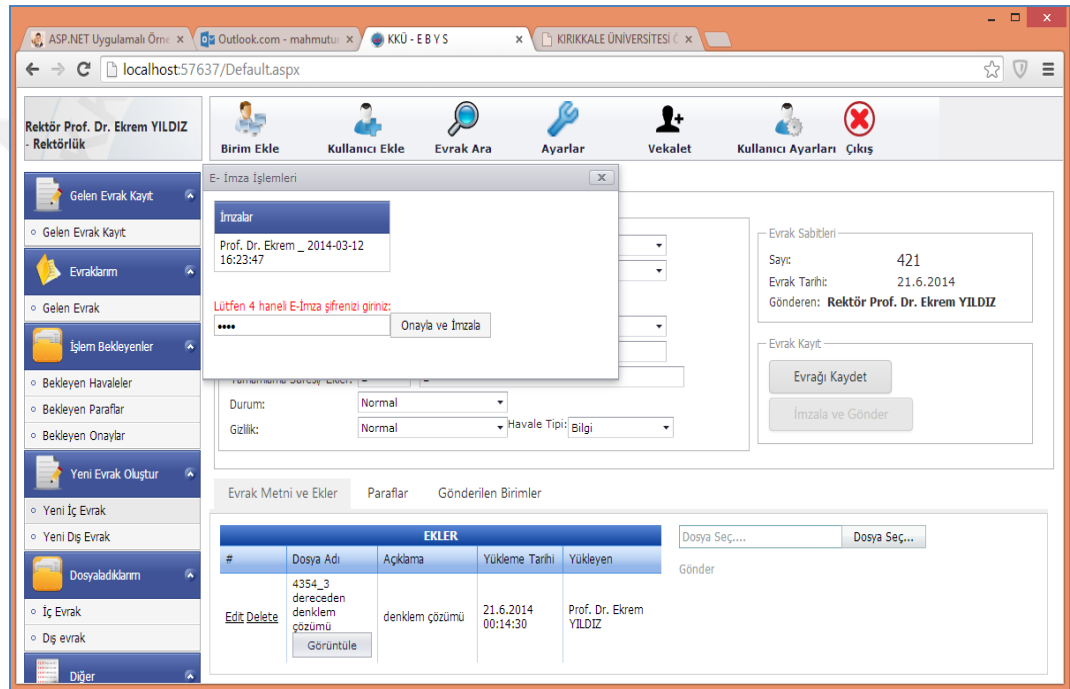 ASP.NET Uygulamalı Örne
Outlook.com - mahmutu
KKÜ - E B Y S
KIRIKKALE ÜNİVERSİTESİ
localhost:57637/Default.aspx
Rektör Prof. Dr. Ekrem YILDIZ
- Rektörlük
Birim Ekle
Kullanıcı Ekle
Evrak Ara
Ayarlar
Vekalet
Kullanıcı Ayarları
Çıkış
Gelen Evrak Kayıt
Gelen Evrak Kayıt
Evraklarım
Gelen Evrak
İşlem Bekleyenler
Bekleyen Havaleler
Bekleyen Paraflar
Bekleyen Onaylar
Yeni Evrak Oluştur
Yeni İç Evrak
Yeni Dış Evrak
Dosyaladıklarım
İç Evrak
Dış evrak
Diğer
E- İmza İşlemleri
İmzalar
Prof. Dr. Ekrem _ 2014-03-12
16:23:47
Lütfen 4 haneli E-İmza şifrenizi giriniz:
••••
Onayla ve İmzala
Durum:
Normal
Gizlilik:
Normal
Havale Tipi:
Bilgi
Evrak Sabitleri
Sayı:
421
Evrak Tarihi:
21.6.2014
Gönderen: Rektör Prof. Dr. Ekrem YILDIZ
Evrak Kayıt
Evrağı Kaydet
İmzala ve Gönder
Evrak Metni ve Ekler
Paraflar
Gönderilen Birimler
EKLER
#
Dosya Adı
Açıklama
Yükleme Tarihi
Yükleyen
Edit Delete
4354_3
dereceden
denklem
çözümü
Görüntüle
denklem çözümü
21.6.2014
00:14:30
Prof. Dr. Ekrem
YILDIZ
Dosya Seç....
Dosya Seç...
Gönder